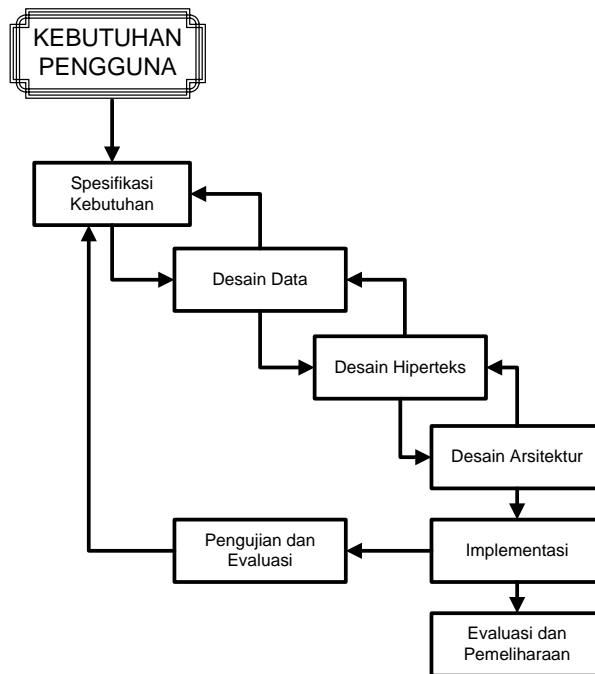 KEBUTUHAN
PENGGUNA
Spesifikasi
Kebutuhan
Desain Data
Desain Hiperteks
Desain Arsitektur
Pengujian dan
Evaluasi
Implementasi
Evaluasi dan
Pemeliharaan